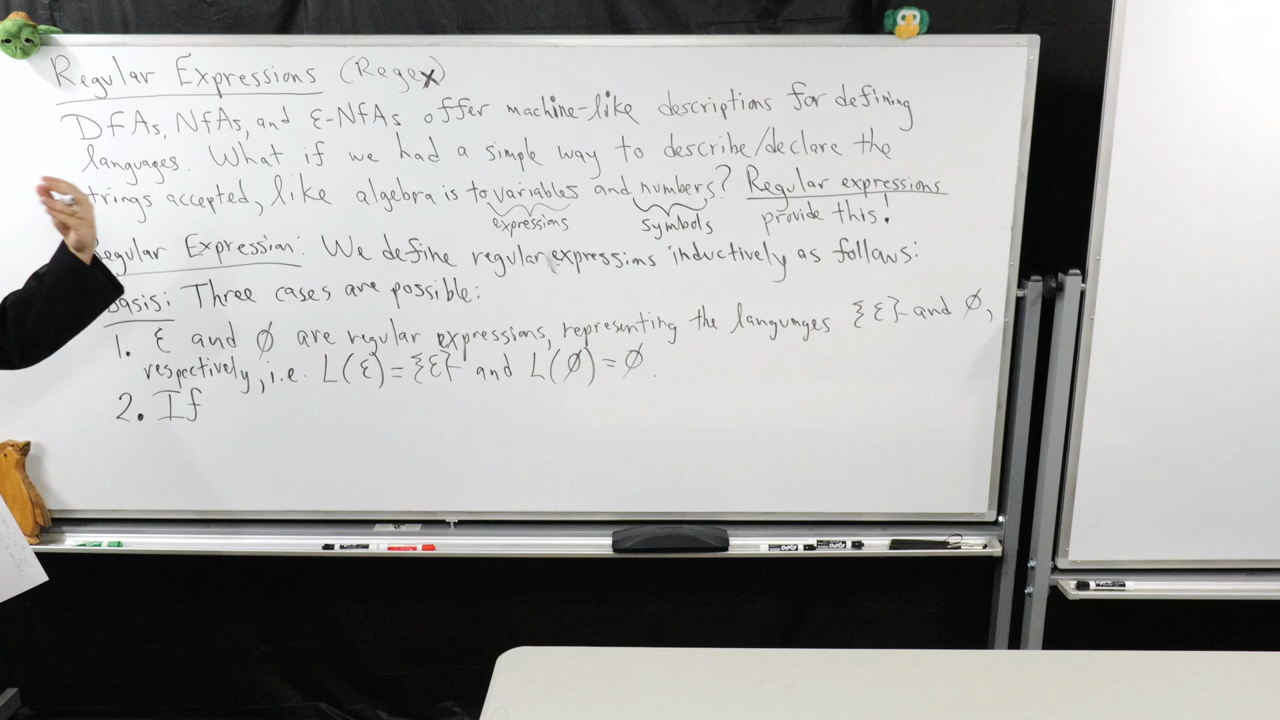 Regular Expressions (Regex)
DFAs, NFAs, and ε-NFAs offer machine-like descriptions for defining
languages. What if we had a simple way to describe/declare the
trings accepted, like algebra is to variables and numbers? Regular expressions
expressions symbols provide this!
egular Expression: We define regular expressions inductively as follows:
Basis: Three cases are possible:
1. ε and ∅ are regular expressions, representing the languages {ε} and ∅,
respectively, i.e. L(ε)={ε} and L(∅)=∅.
2. If